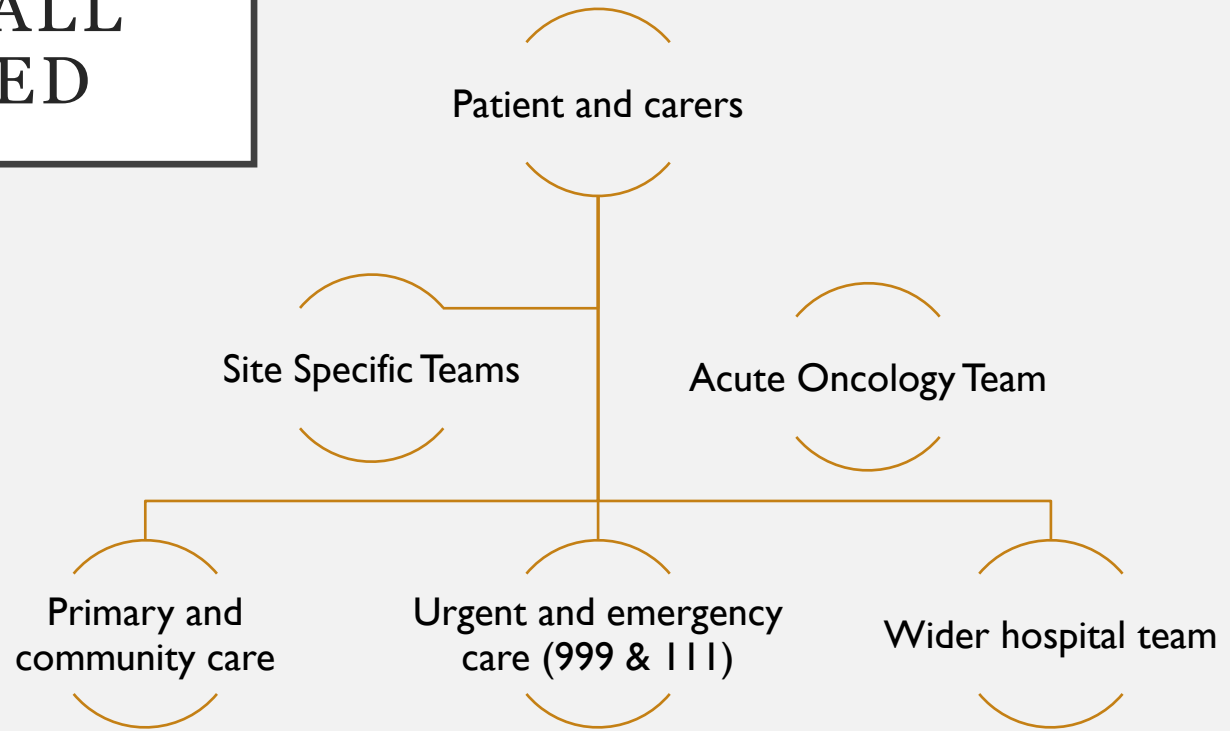 ALL
ED
Patient and carers
Site Specific Teams
Acute Oncology Team
Primary and
community care
Urgent and emergency
care (999 & 111)
Wider hospital team